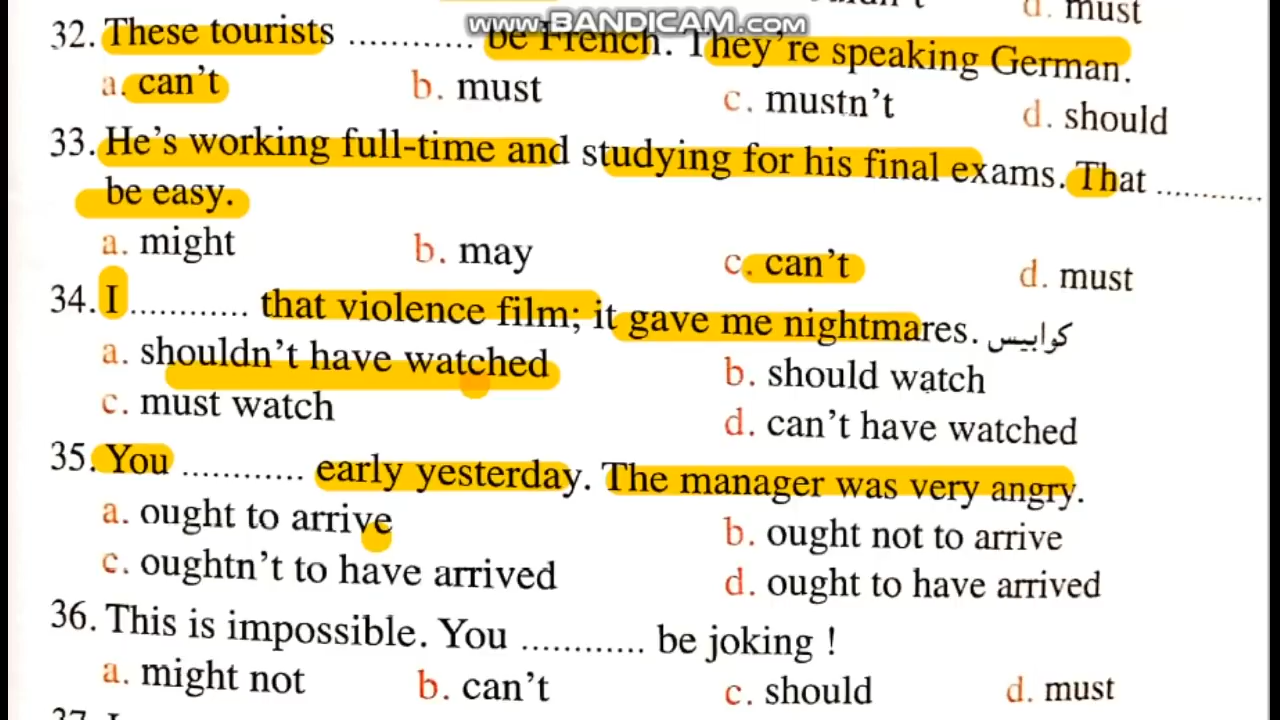 www.BANDICAM.com
d. must
32. These tourists ............ be French. They're speaking German.
a. can't b. must c. mustn't d. should
33. He's working full-time and studying for his final exams. That ............
be easy.
a. might b. may c. can't d. must
34. I ............ that violence film; it gave me nightmares. كوابيس
a. shouldn't have watched b. should watch
c. must watch d. can't have watched
35. You ............ early yesterday. The manager was very angry.
a. ought to arrive b. ought not to arrive
c. oughtn't to have arrived d. ought to have arrived
36. This is impossible. You ............ be joking !
a. might not b. can't c. should d. must